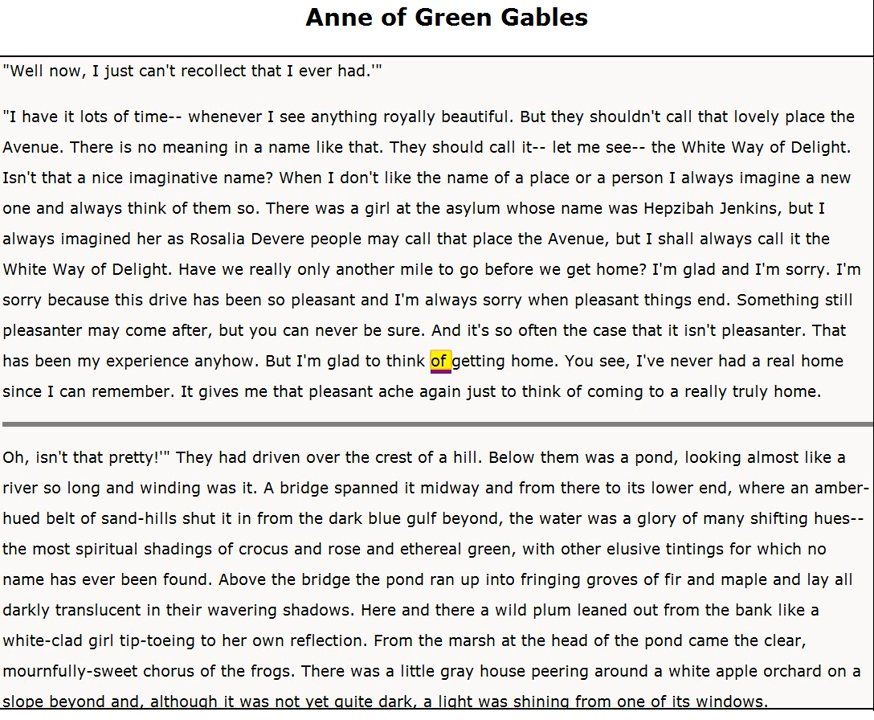 Anne of Green Gables
"Well now, I just can't recollect that I ever had.'"
"I have it lots of time-- whenever I see anything royally beautiful. But they shouldn't call that lovely place the
Avenue. There is no meaning in a name like that. They should call it-- let me see-- the White Way of Delight.
Isn't that a nice imaginative name? When I don't like the name of a place or a person I always imagine a new
one and always think of them so. There was a girl at the asylum whose name was Hepzibah Jenkins, but I
always imagined her as Rosalia Devere people may call that place the Avenue, but I shall always call it the
White Way of Delight. Have we really only another mile to go before we get home? I'm glad and I'm sorry. I'm
sorry because this drive has been so pleasant and I'm always sorry when pleasant things end. Something still
pleasanter may come after, but you can never be sure. And it's so often the case that it isn't pleasanter. That
has been my experience anyhow. But I'm glad to think of getting home. You see, I've never had a real home
since I can remember. It gives me that pleasant ache again just to think of coming to a really truly home.
Oh, isn't that pretty!'" They had driven over the crest of a hill. Below them was a pond, looking almost like a
river so long and winding was it. A bridge spanned it midway and from there to its lower end, where an amber-
hued belt of sand-hills shut it in from the dark blue gulf beyond, the water was a glory of many shifting hues--
the most spiritual shadings of crocus and rose and ethereal green, with other elusive tintings for which no
name has ever been found. Above the bridge the pond ran up into fringing groves of fir and maple and lay all
darkly translucent in their wavering shadows. Here and there a wild plum leaned out from the bank like a
white-clad girl tip-toeing to her own reflection. From the marsh at the head of the pond came the clear,
mournfully-sweet chorus of the frogs. There was a little gray house peering around a white apple orchard on a
slope beyond and, although it was not yet quite dark, a light was shining from one of its windows.